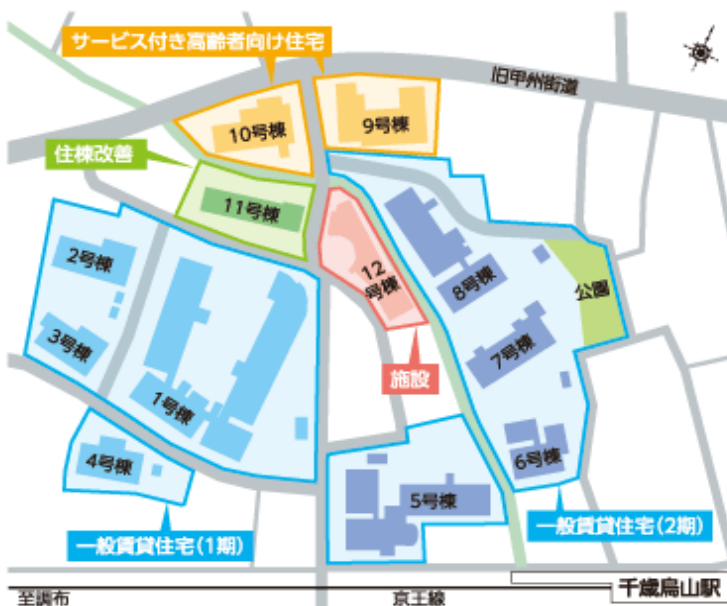 サービス付き高齢者向け住宅
旧甲州街道
10号棟
9号棟
住棟改善
11号棟
2号棟
12
号棟
8号棟
公園
3号棟
7号棟
施設
1号棟
4号棟
6号棟
5号棟
一般賃貸住宅(1期)
一般賃貸住宅(2期)
千歳烏山駅
至調布
京王線